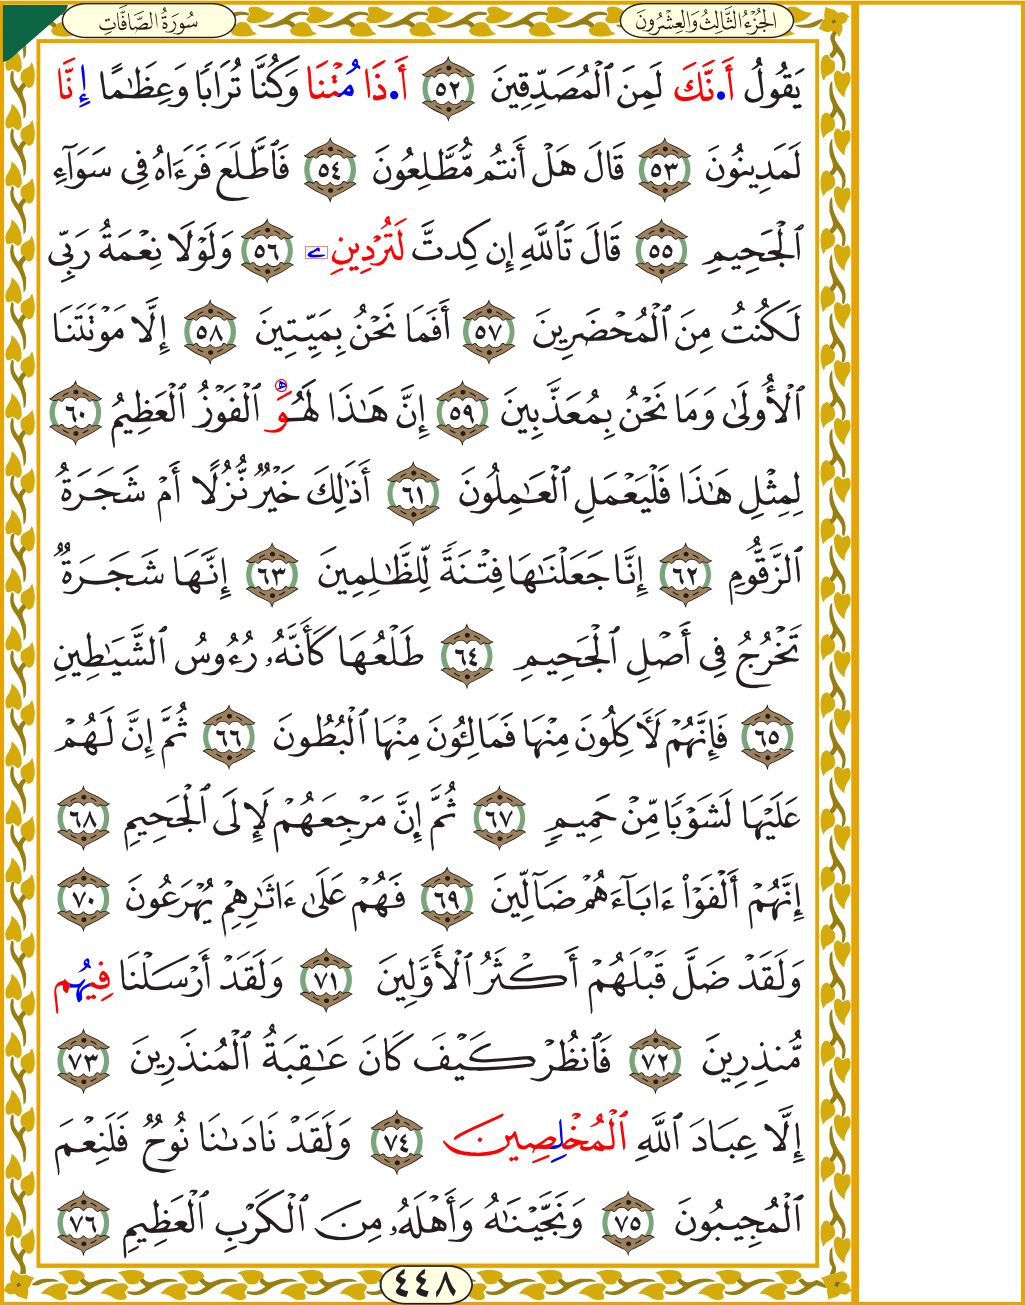 الجُزْءُ الثَّالِثُ وَالعِشْرُونَ
سُورَةُ الصَّافَّاتِ
يَقُولُ أَ•نَّكَ لَمِنَ ٱلْمُصَدِّقِينَ ٥٢ أَ•ذَا مُتْنَا وَكُنَّا تُرَابًا وَعِظَٰمًا إِنَّا
لَمَدِينُونَ ٥٣ قَالَ هَلْ أَنتُم مُّطَّلِعُونَ ٥٤ فَٱطَّلَعَ فَرَءَاهُ فِى سَوَآءِ
ٱلْجَحِيمِ ٥٥ قَالَ تَٱللَّهِ إِن كِدتَّ لَتُرْدِينِۦ ٥٦ وَلَوْلَا نِعْمَةُ رَبِّى
لَكُنتُ مِنَ ٱلْمُحْضَرِينَ ٥٧ أَفَمَا نَحْنُ بِمَيِّتِينَ ٥٨ إِلَّا مَوْتَتَنَا
ٱلْأُولَىٰ وَمَا نَحْنُ بِمُعَذَّبِينَ ٥٩ إِنَّ هَٰذَا لَهُوَ ٱلْفَوْزُ ٱلْعَظِيمُ ٦٠
لِمِثْلِ هَٰذَا فَلْيَعْمَلِ ٱلْعَٰمِلُونَ ٦١ أَذَٰلِكَ خَيْرٌ نُّزُلًا أَمْ شَجَرَةُ
ٱلزَّقُّومِ ٦٢ إِنَّا جَعَلْنَٰهَا فِتْنَةً لِّلظَّٰلِمِينَ ٦٣ إِنَّهَا شَجَرَةٌ
تَخْرُجُ فِى أَصْلِ ٱلْجَحِيمِ ٦٤ طَلْعُهَا كَأَنَّهُۥ رُءُوسُ ٱلشَّيَٰطِينِ
٦٥ فَإِنَّهُمْ لَأٓكِلُونَ مِنْهَا فَمَالِـُٔونَ مِنْهَا ٱلْبُطُونَ ٦٦ ثُمَّ إِنَّ لَهُمْ
عَلَيْهَا لَشَوْبًا مِّنْ حَمِيمٍ ٦٧ ثُمَّ إِنَّ مَرْجِعَهُمْ لَإِلَى ٱلْجَحِيمِ ٦٨
إِنَّهُمْ أَلْفَوْا۟ ءَابَآءَهُمْ ضَآلِّينَ ٦٩ فَهُمْ عَلَىٰ ءَاثَٰرِهِمْ يُهْرَعُونَ ٧٠
وَلَقَدْ ضَلَّ قَبْلَهُمْ أَكْثَرُ ٱلْأَوَّلِينَ ٧١ وَلَقَدْ أَرْسَلْنَا فِيهُم
مُّنذِرِينَ ٧٢ فَٱنظُرْ كَيْفَ كَانَ عَٰقِبَةُ ٱلْمُنذَرِينَ ٧٣
إِلَّا عِبَادَ ٱللَّهِ ٱلْمُخْلِصِينَ ٧٤ وَلَقَدْ نَادَىٰنَا نُوحٌ فَلَنِعْمَ
ٱلْمُجِيبُونَ ٧٥ وَنَجَّيْنَٰهُ وَأَهْلَهُۥ مِنَ ٱلْكَرْبِ ٱلْعَظِيمِ ٧٦
٤٤٨